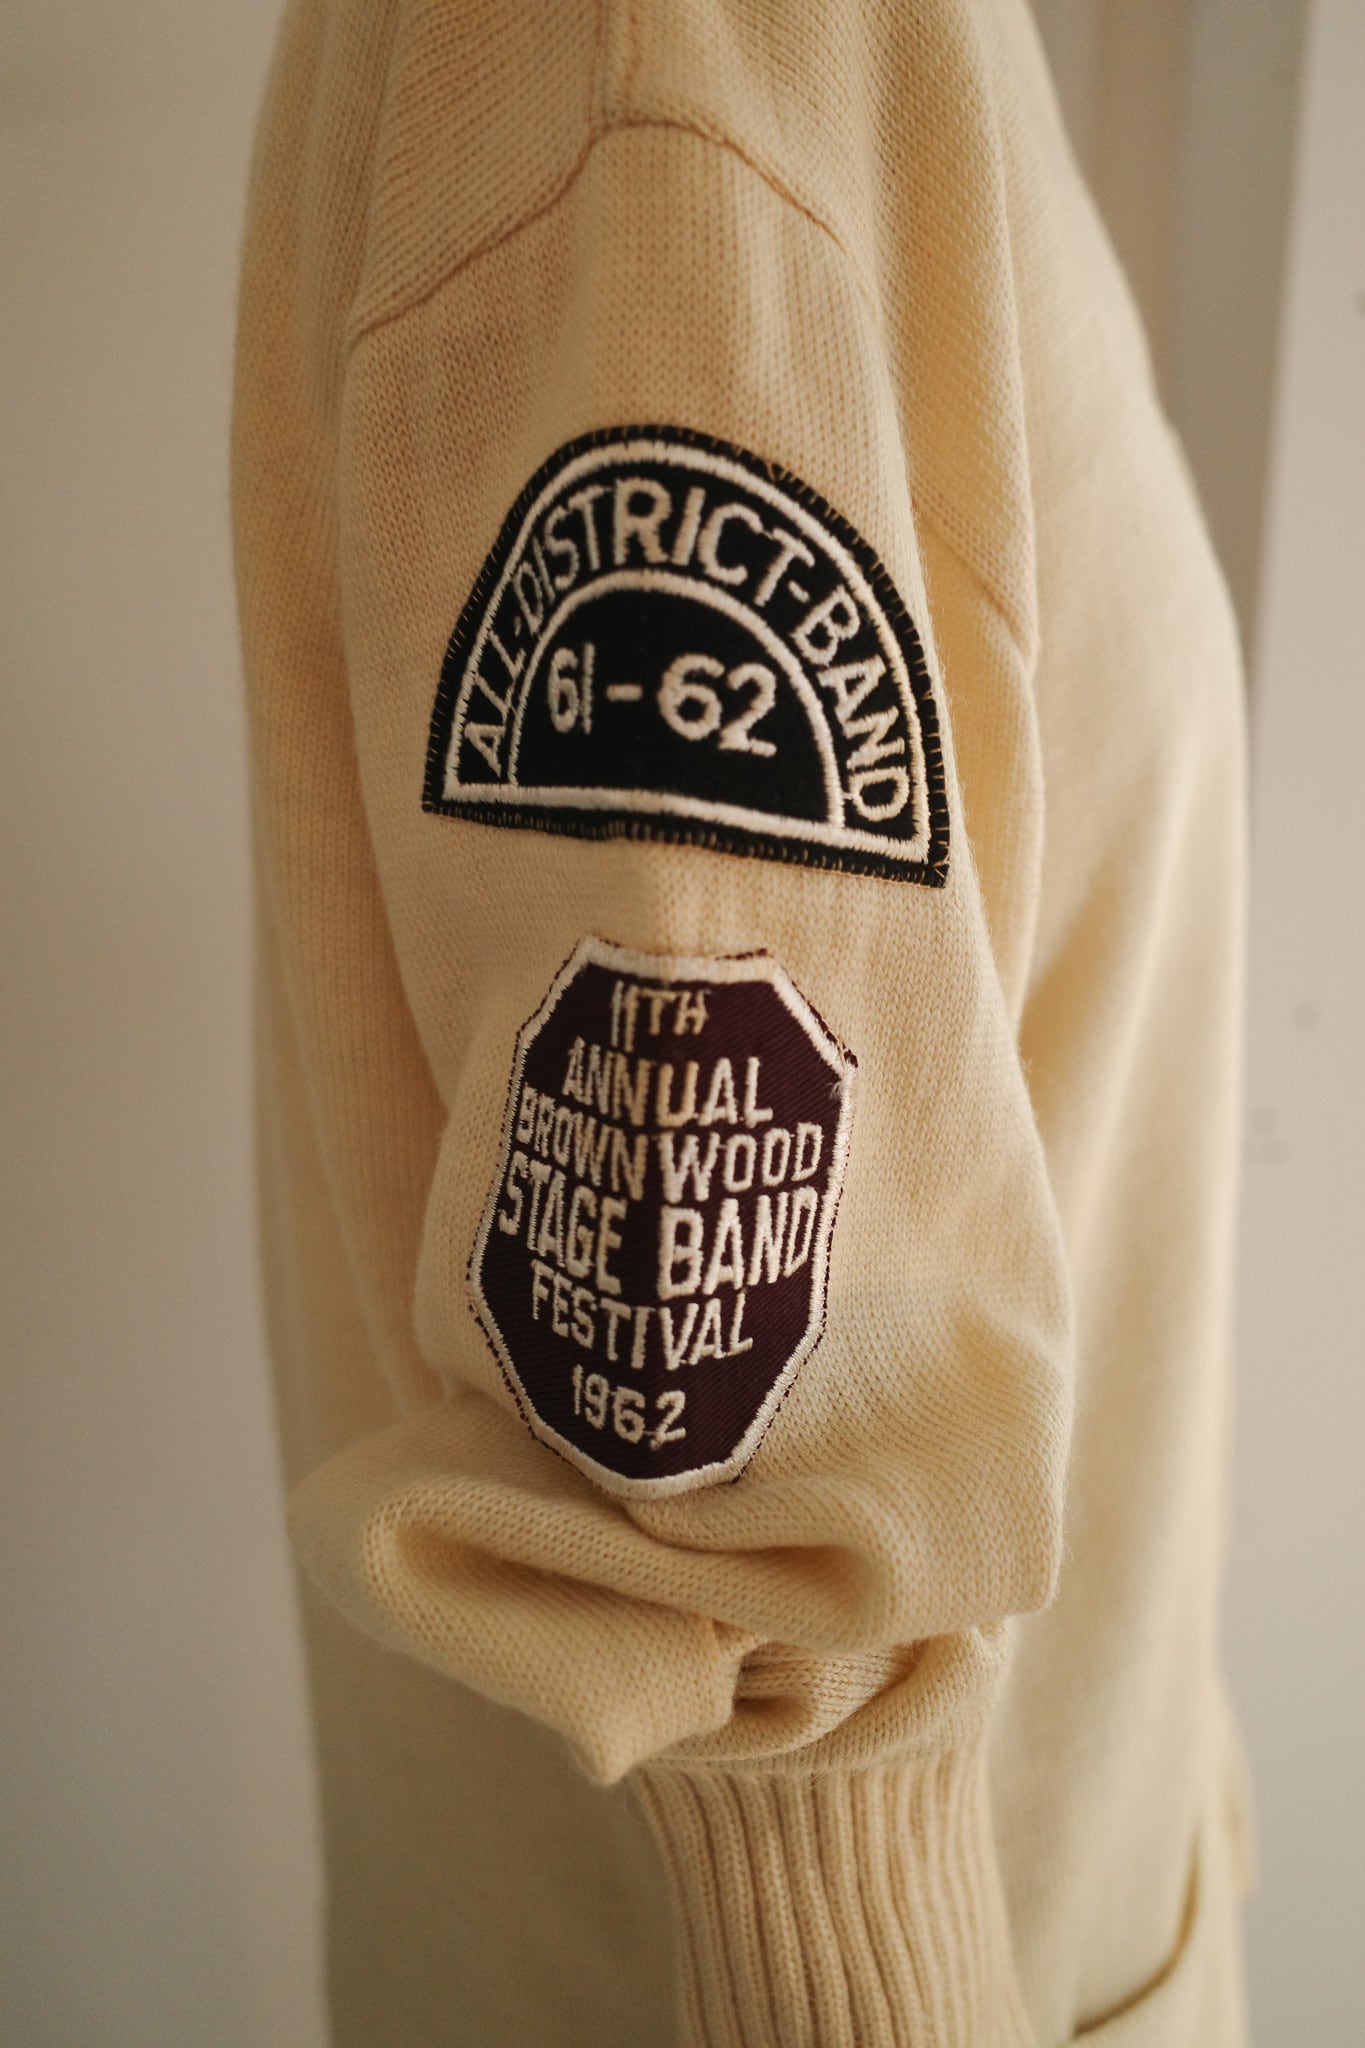 ALL-DISTRICT-BAND
61-62
11TH
ANNUAL
BROWNWOOD
STAGE BAND
FESTIVAL
1962